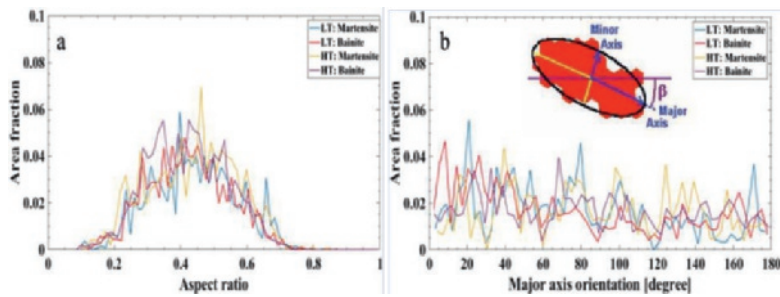 a
LT: Martensite
LT: Bainite
HT: Martensite
HT: Bainite
Area fraction
0.1
0.08
0.06
0.04
0.02
0
0 0.2 0.4 0.6 0.8 1
Aspect ratio
b
Minor
Axis
β
Major
Axis
LT: Martensite
LT: Bainite
HT: Martensite
HT: Bainite
Area fraction
0.1
0.08
0.06
0.04
0.02
0
0 20 40 60 80 100 120 140 160 180
Major axis orientation [degree]